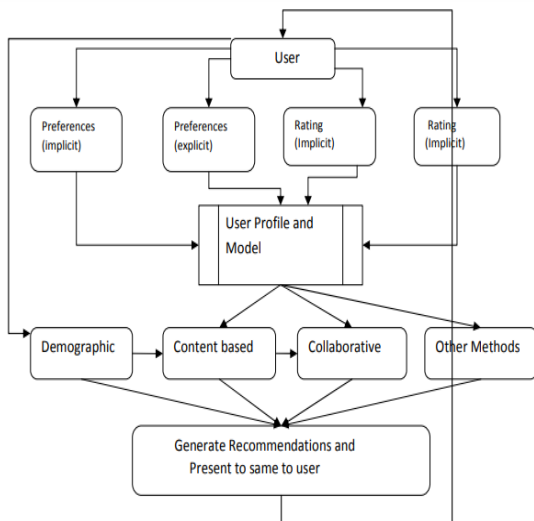 User
Preferences
(implicit)
Preferences
(explicit)
Rating
(Implicit)
Rating
(Implicit)
User Profile and
Model
Demographic
Content based
Collaborative
Other Methods
Generate Recommendations and
Present to same to user